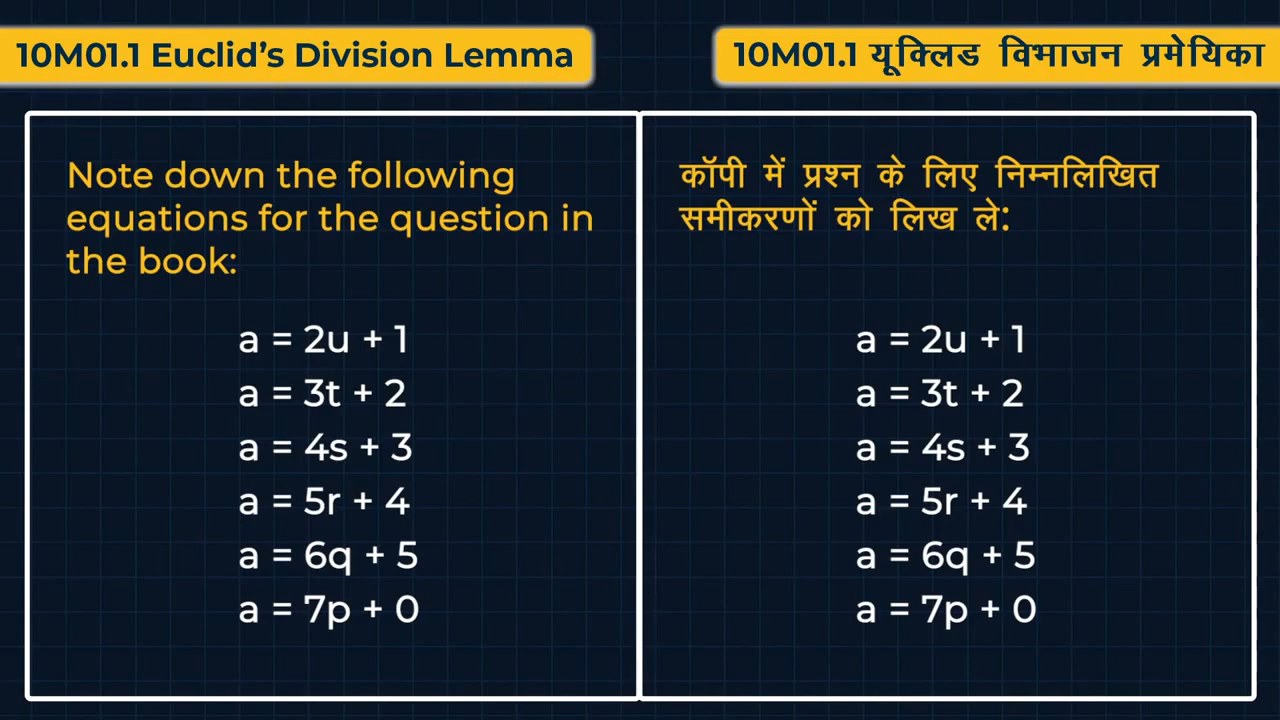 10M01.1 Euclid’s Division Lemma
10M01.1 यूक्लिड विभाजन प्रमेयिका
Note down the following
equations for the question in
the book:
a = 2u + 1
a = 3t + 2
a = 4s + 3
a = 5r + 4
a = 6q + 5
a = 7p + 0
कॉपी में प्रश्न के लिए निम्नलिखित
समीकरणों को लिख ले:
a = 2u + 1
a = 3t + 2
a = 4s + 3
a = 5r + 4
a = 6q + 5
a = 7p + 0